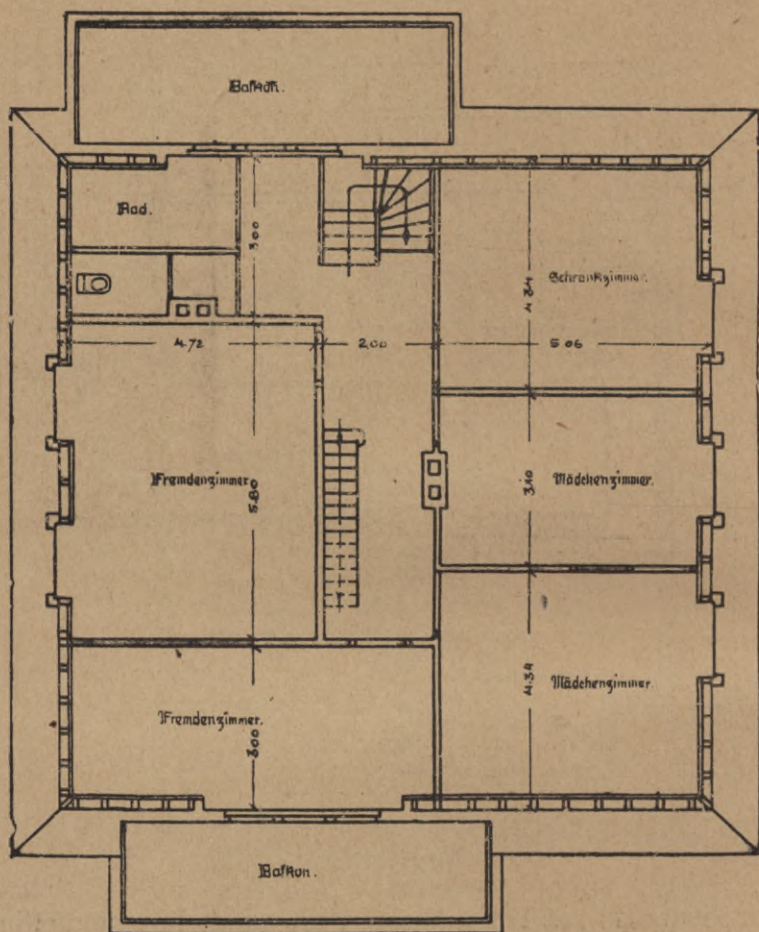 Balkon.
Bad.
3.00
Schrankzimmer.
4.84
4.72
2.00
5.06
Fremdenzimmer
5.80
Mädchenzimmer.
3.10
Fremdenzimmer.
3.00
Mädchenzimmer.
4.34
Balkon.